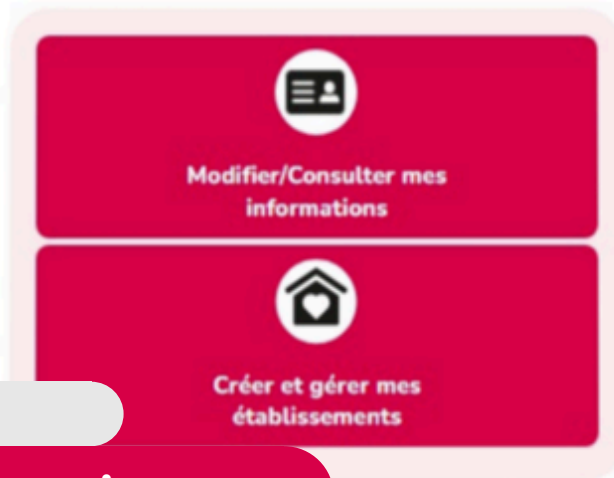 Modifier/Consulter mes
informations
Créer et gérer mes
établissements